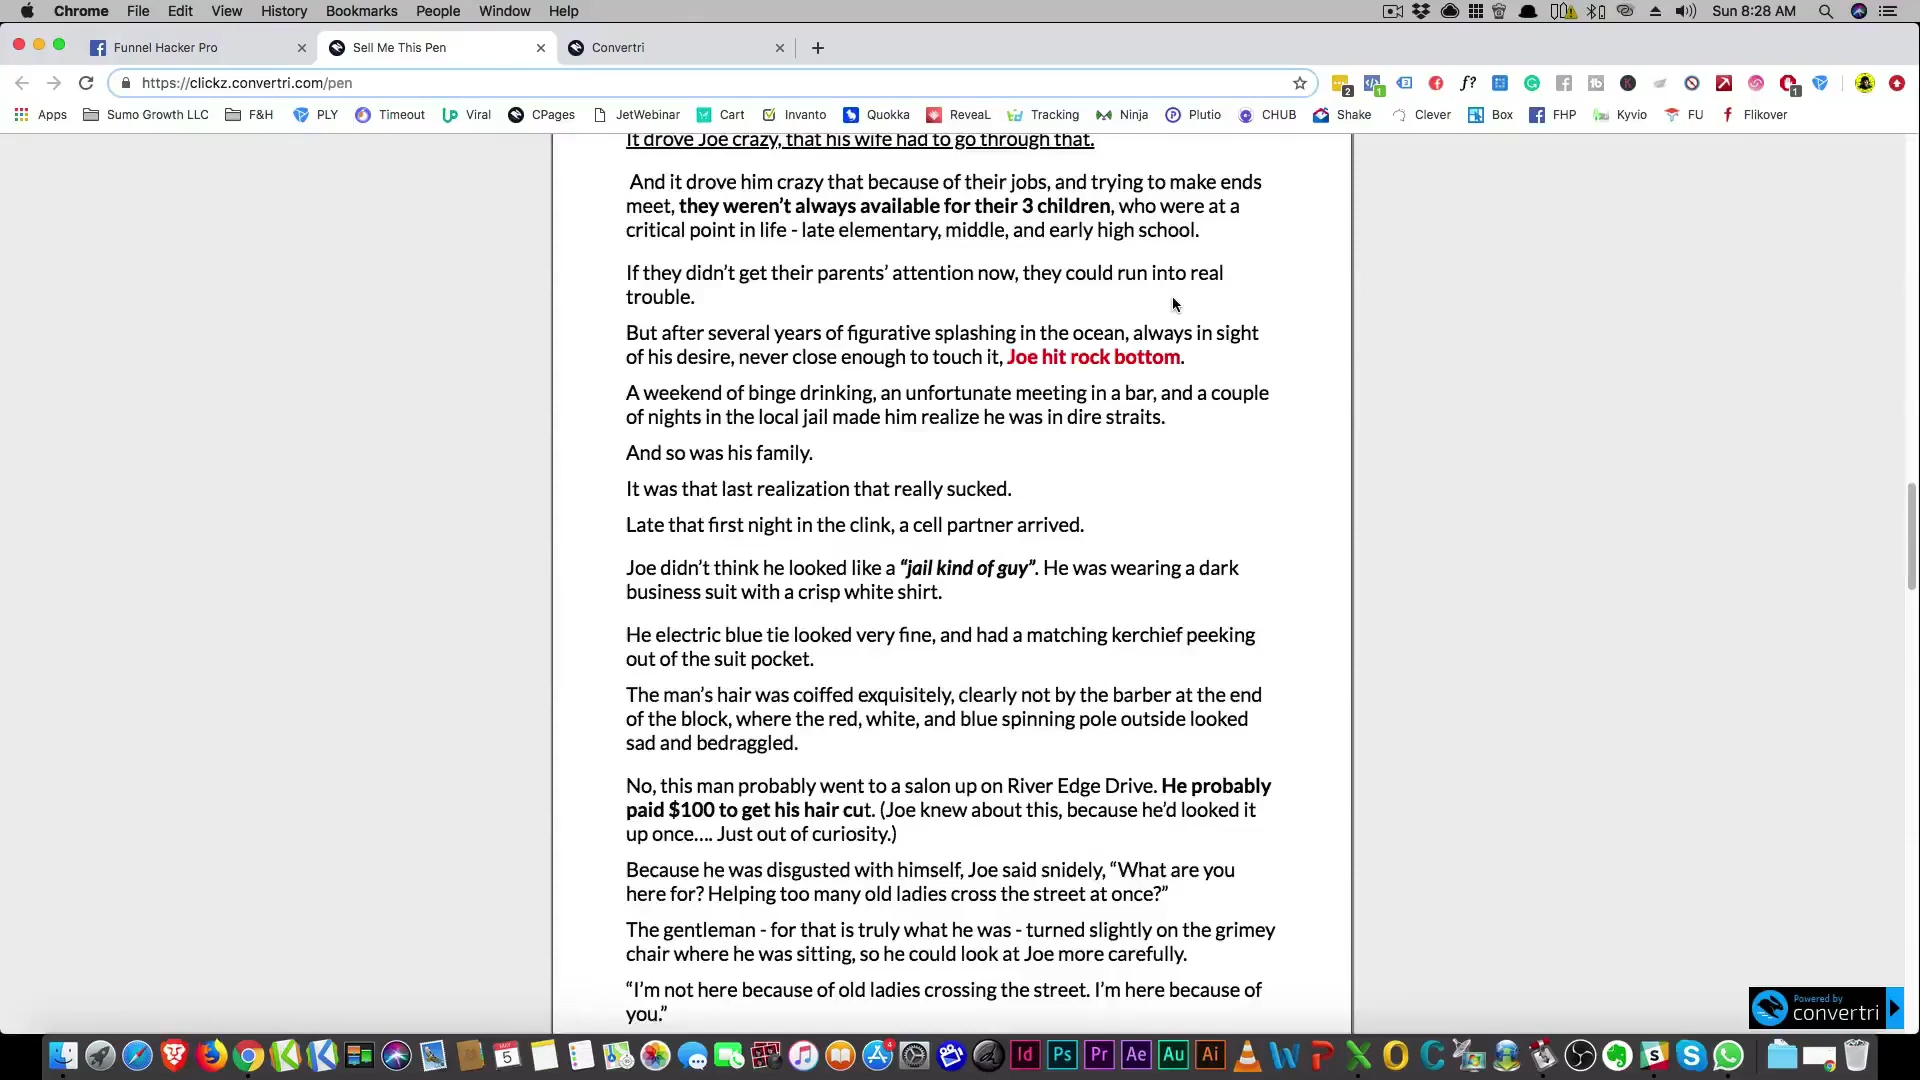 Chrome File Edit View History Bookmarks People Window Help Sun 8:28 AM
Funnel Hacker Pro Sell Me This Pen Convertri
https://clickz.convertri.com/pen
Apps Sumo Growth LLC F&H PLY Timeout Viral CPages JetWebinar Cart Invanto Quokka ReveaL Tracking Ninja Plutio CHUB Shake Clever Box FHP Kyvio FU Flikover
It drove Joe crazy, that his wife had to go through that.
And it drove him crazy that because of their jobs, and trying to make ends
meet, they weren't always available for their 3 children, who were at a
critical point in life - late elementary, middle, and early high school.
If they didn't get their parents' attention now, they could run into real
trouble.
But after several years of figurative splashing in the ocean, always in sight
of his desire, never close enough to touch it, Joe hit rock bottom.
A weekend of binge drinking, an unfortunate meeting in a bar, and a couple
of nights in the local jail made him realize he was in dire straits.
And so was his family.
It was that last realization that really sucked.
Late that first night in the clink, a cell partner arrived.
Joe didn't think he looked like a “jail kind of guy”. He was wearing a dark
business suit with a crisp white shirt.
He electric blue tie looked very fine, and had a matching kerchief peeking
out of the suit pocket.
The man's hair was coiffed exquisitely, clearly not by the barber at the end
of the block, where the red, white, and blue spinning pole outside looked
sad and bedraggled.
No, this man probably went to a salon up on River Edge Drive. He probably
paid $100 to get his hair cut. (Joe knew about this, because he'd looked it
up once…. Just out of curiosity.)
Because he was disgusted with himself, Joe said snidely, “What are you
here for? Helping too many old ladies cross the street at once?”
The gentleman - for that is truly what he was - turned slightly on the grimey
chair where he was sitting, so he could look at Joe more carefully.
“I'm not here because of old ladies crossing the street. I'm here because of
you.”
Powered by
convertri